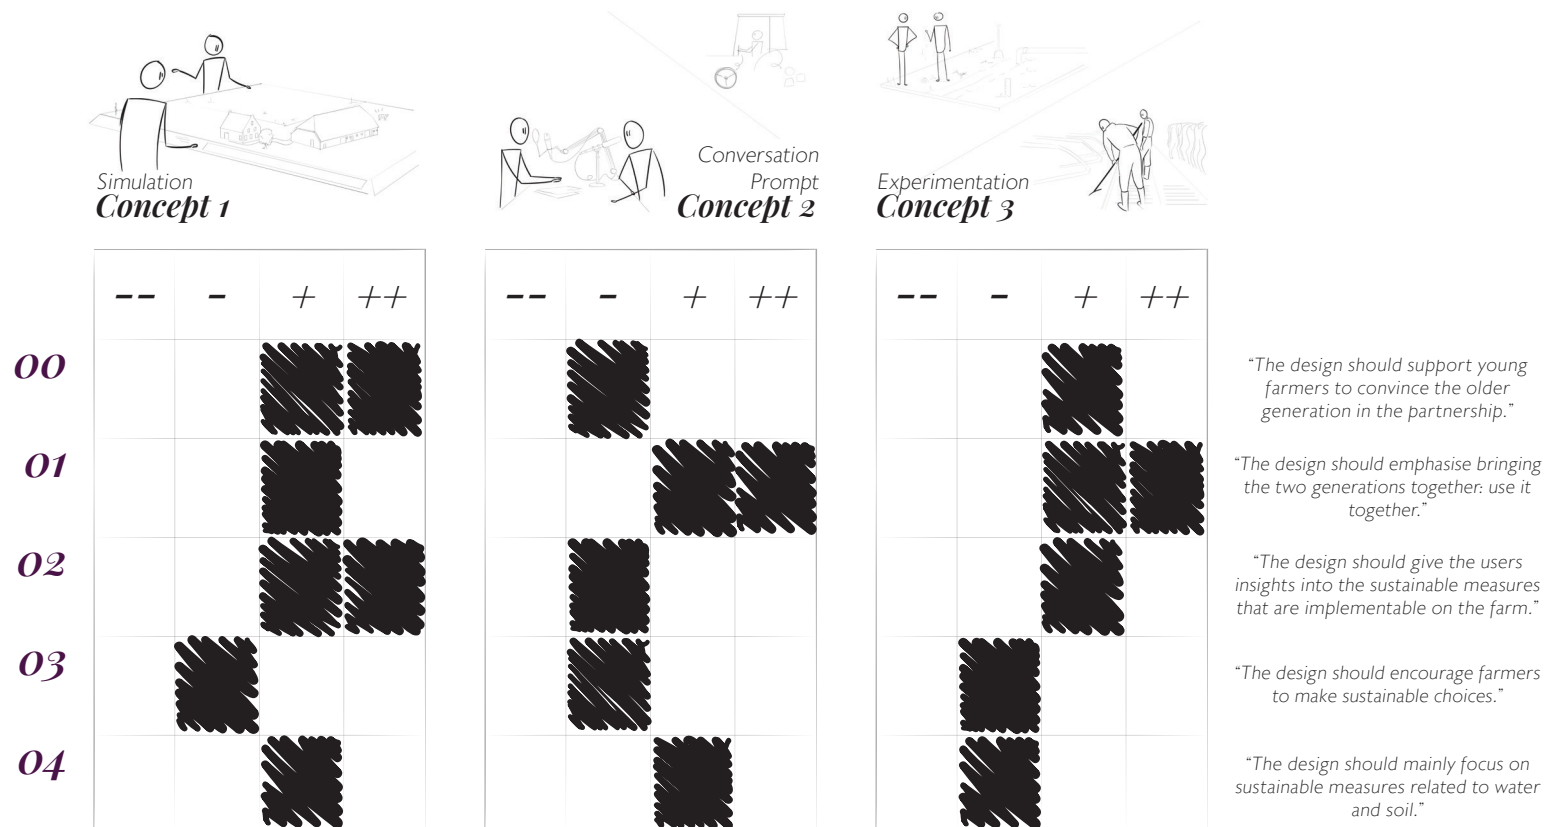 Simulation
Concept 1
Conversation
Prompt
Concept 2
Experimentation
Concept 3
-- - + ++
-- - + ++
-- - + ++
00
“The design should support young
farmers to convince the older
generation in the partnership.”
01
“The design should emphasise bringing
the two generations together: use it
together.”
02
“The design should give the users
insights into the sustainable measures
that are implementable on the farm.”
03
“The design should encourage farmers
to make sustainable choices.”
04
“The design should mainly focus on
sustainable measures related to water
and soil.”